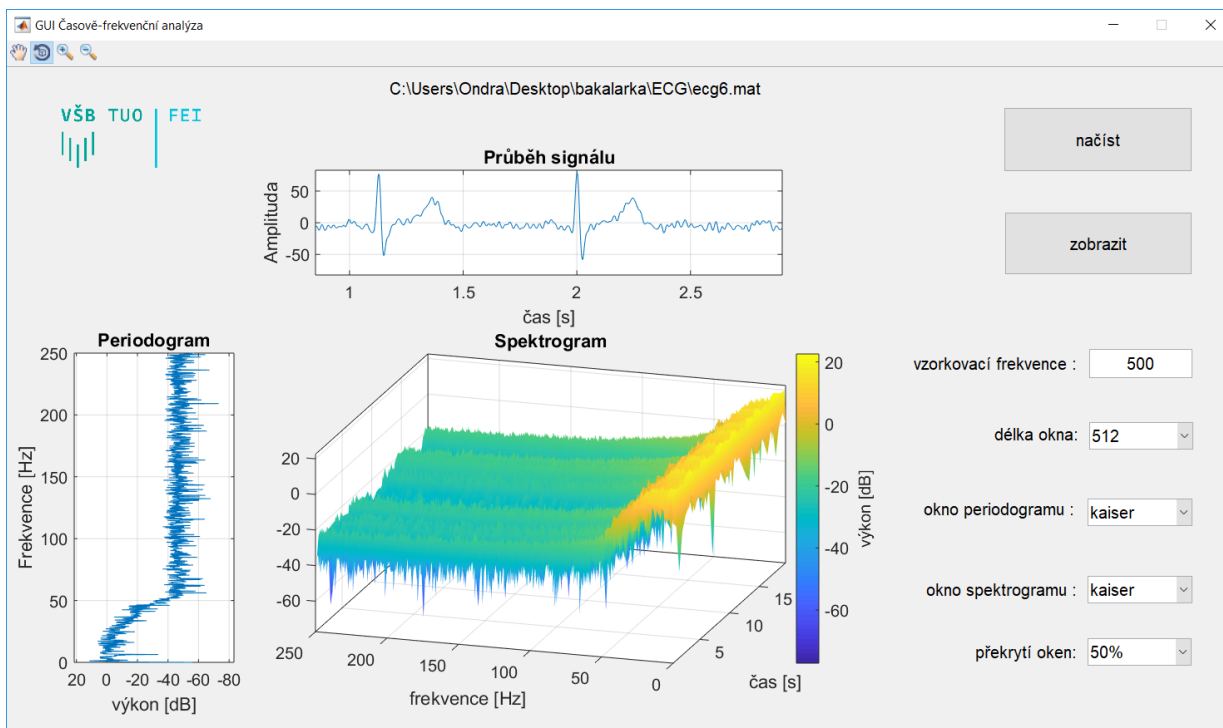 GUI Časově-frekvenční analýza
C:\Users\Ondra\Desktop\bakalarka\ECG\ecg6.mat
VŠB TUO FEI
načíst
zobrazit
Průběh signálu
Amplituda
50
0
-50
1 1.5 2 2.5
čas [s]
Periodogram
Frekvence [Hz]
250
200
150
100
50
0
20 0 -20 -40 -60 -80
výkon [dB]
Spektrogram
20
0
-20
-40
-60
250 200 150 100 50 0
frekvence [Hz]
5 10 15
čas [s]
20
0
-20
-40
-60
výkon [dB]
vzorkovací frekvence : 500
délka okna: 512
okno periodogramu : kaiser
okno spektrogramu : kaiser
překrytí oken: 50%